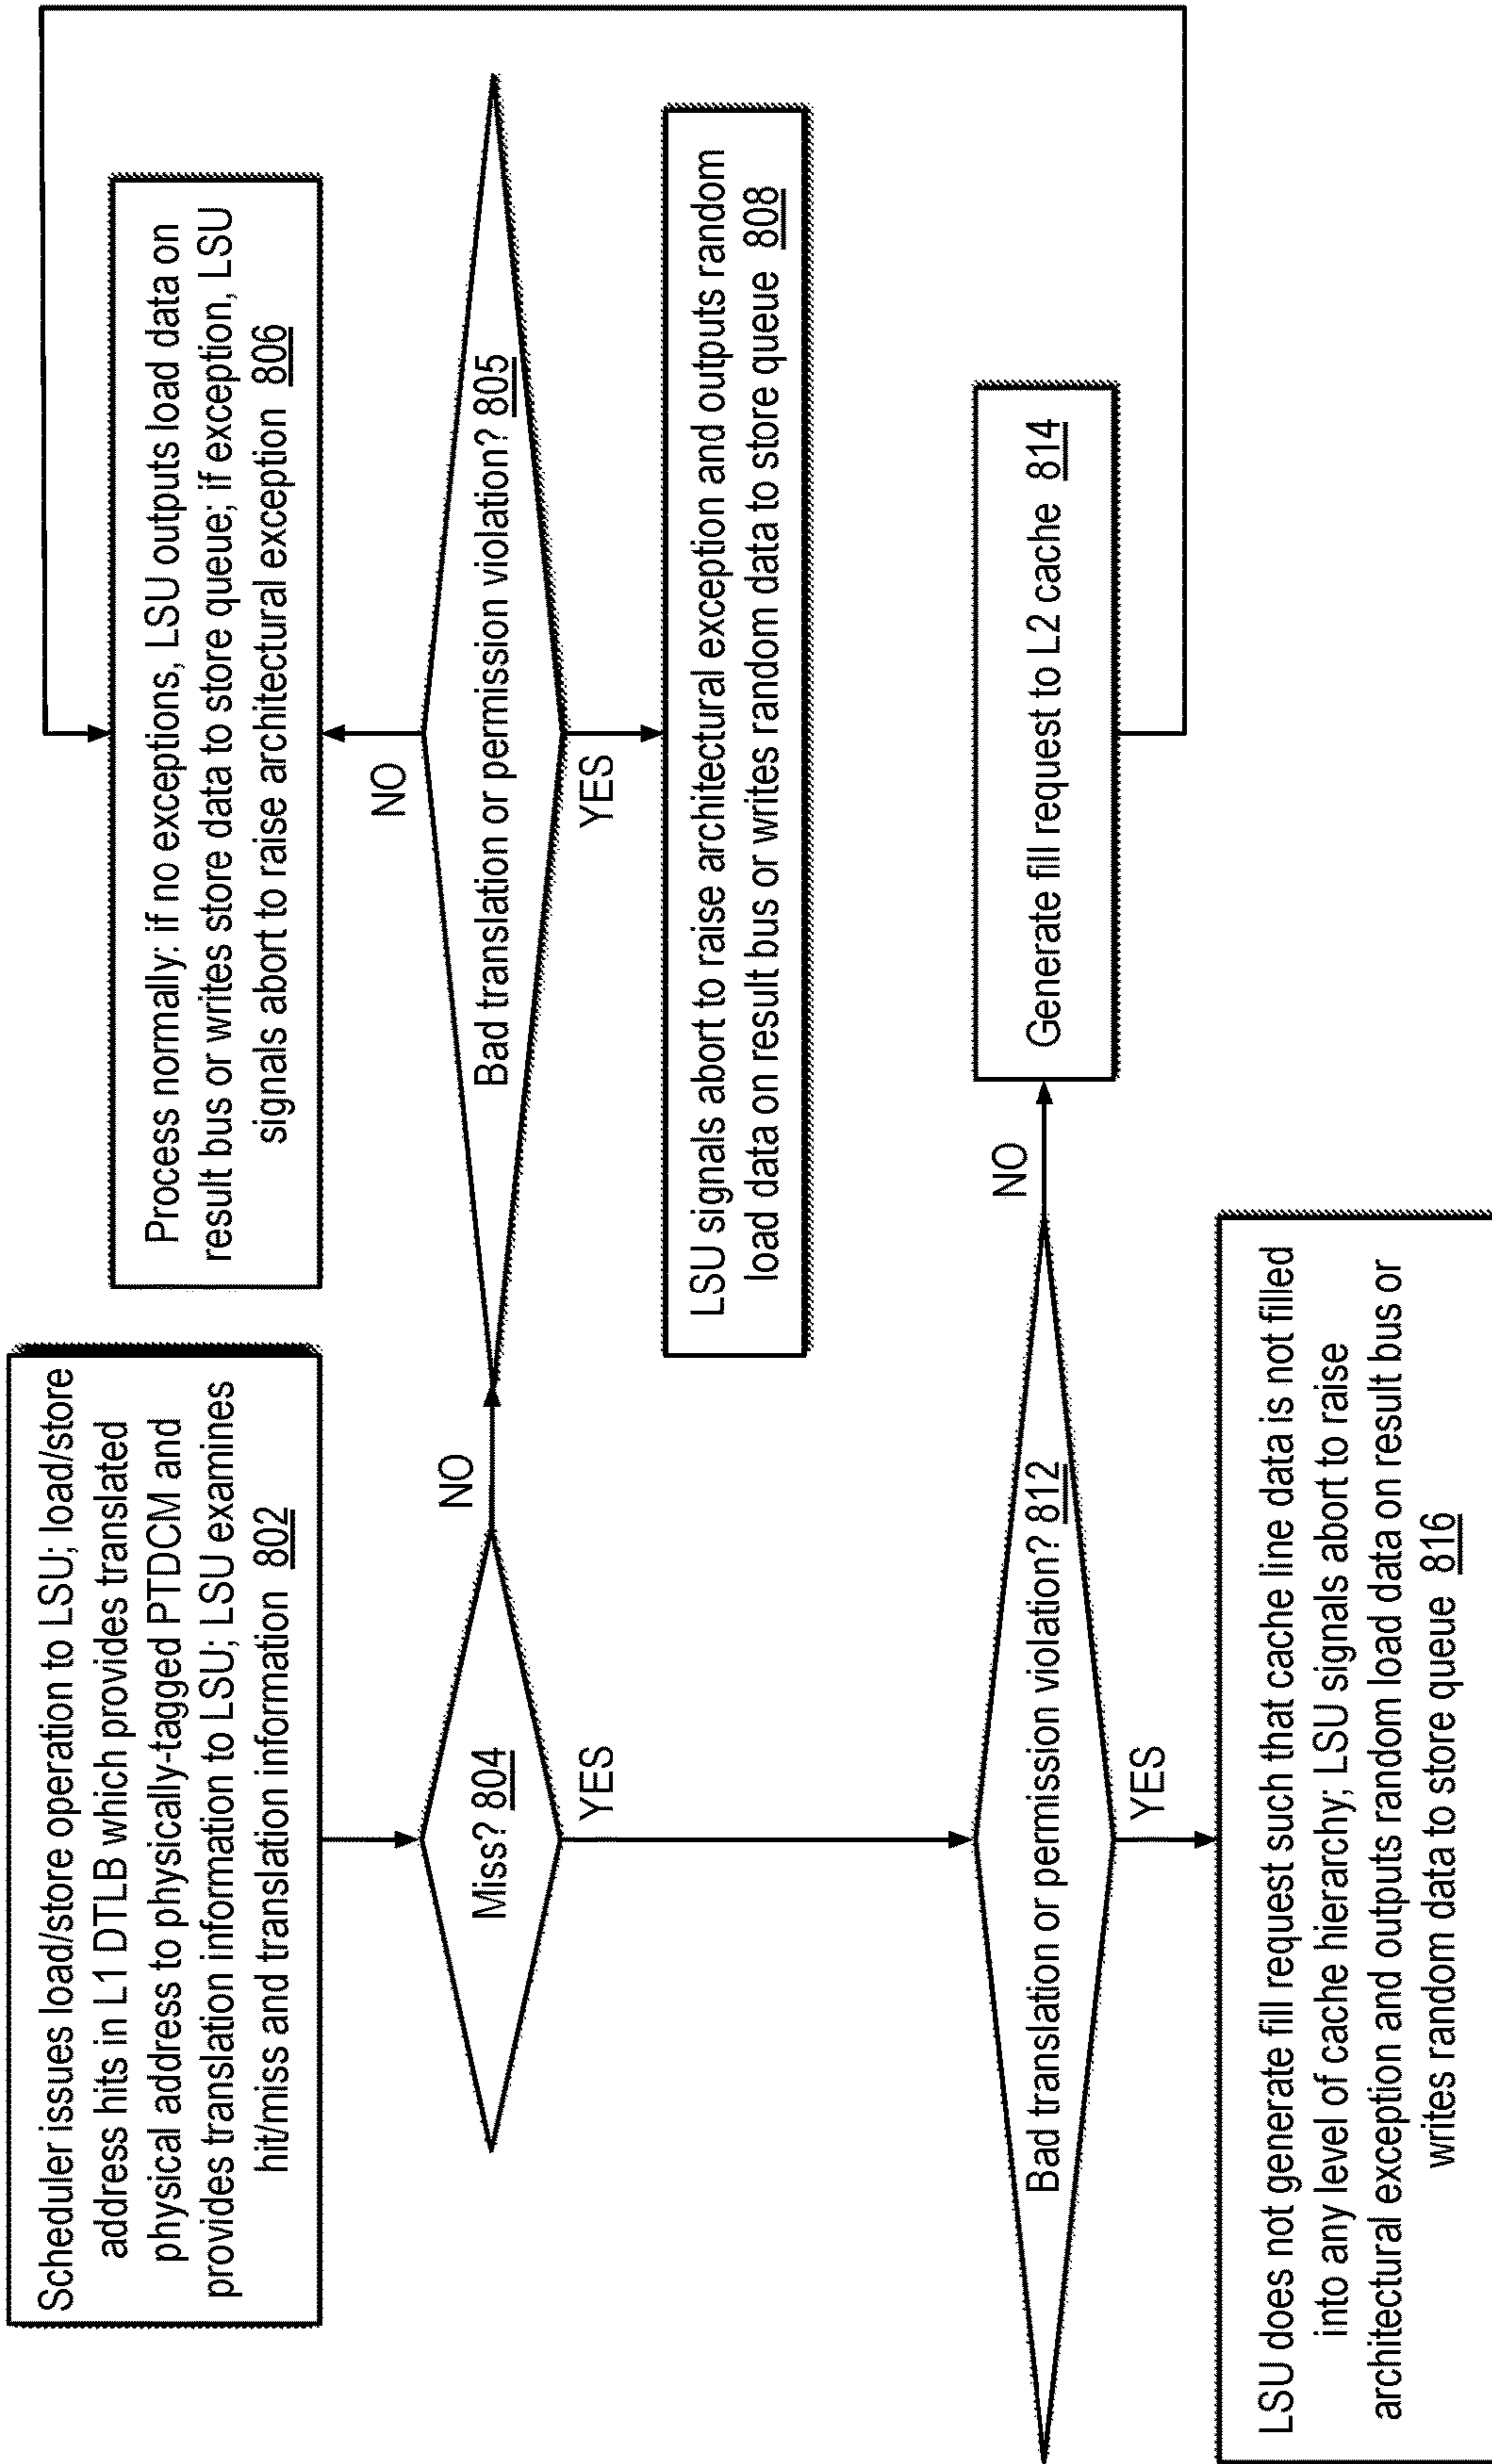 Scheduler issues load/store operation to LSU; load/store
address hits in L1 DTLB which provides translated
physical address to physically-tagged PTDCM and
provides translation information to LSU; LSU examines
hit/miss and translation information 802
Miss? 804
NO
YES
Bad translation or permission violation? 805
NO
YES
Process normally: if no exceptions, LSU outputs load data on
result bus or writes store data to store queue; if exception, LSU
signals abort to raise architectural exception 806
LSU signals abort to raise architectural exception and outputs random
load data on result bus or writes random data to store queue 808
Bad translation or permission violation? 812
NO
YES
Generate fill request to L2 cache 814
LSU does not generate fill request such that cache line data is not filled
into any level of cache hierarchy; LSU signals abort to raise
architectural exception and outputs random load data on result bus or
writes random data to store queue 816